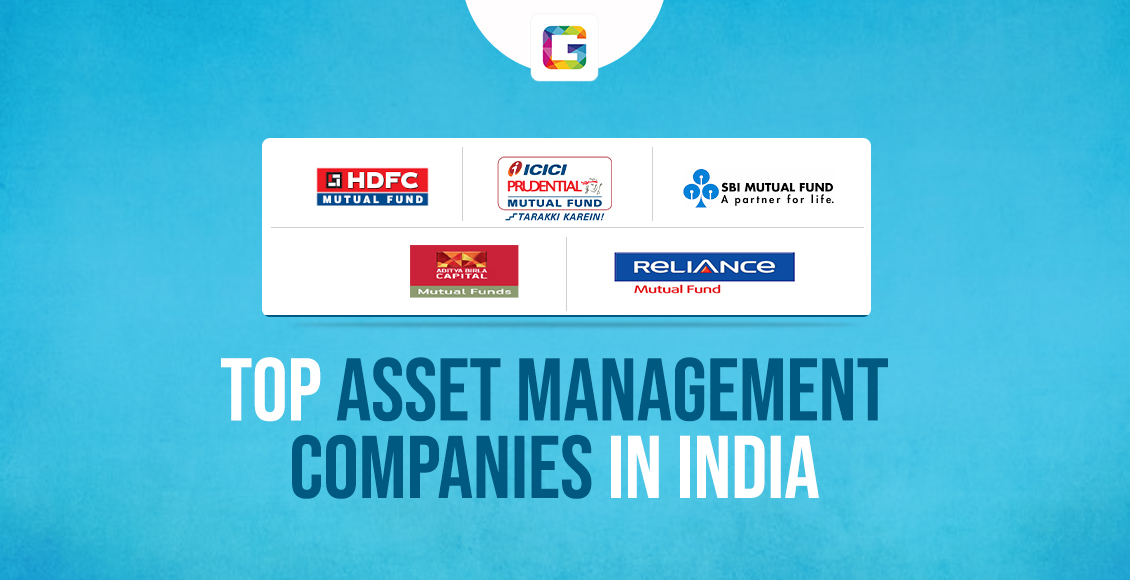 G
HDFC
MUTUAL FUND
ICICI
PRUDENTIAL
MUTUAL FUND
TARAKKI KAREIN!
SBI MUTUAL FUND
A partner for life.
ADITYA BIRLA
CAPITAL
Mutual Funds
RELIANCE
Mutual Fund
TOP ASSET MANAGEMENT
COMPANIES IN INDIA